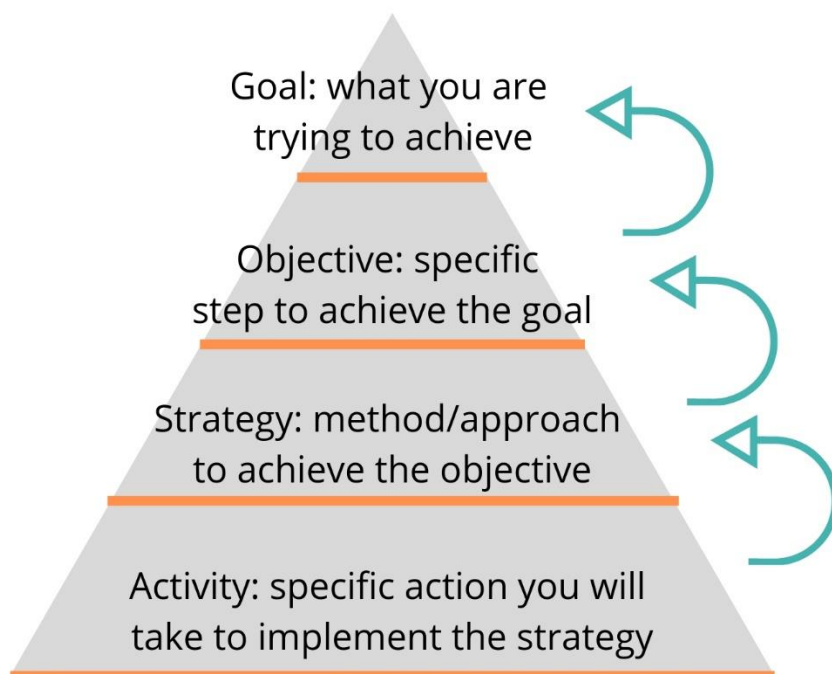 Goal: what you are
trying to achieve
Objective: specific
step to achieve the goal
Strategy: method/approach
to achieve the objective
Activity: specific action you will
take to implement the strategy